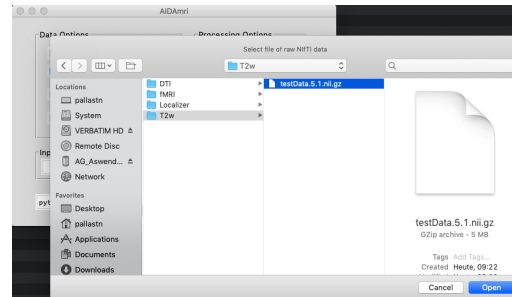 AIDAmri
Data Options
Processing Options
Select file of raw NIfTI data
T2w
Locations
pallastn
System
VERBATIM HD
Remote Disc
AG_Aswend...
Network
Favorites
Desktop
pallastn
Applications
Documents
Downloads
DTI
fMRI
Localizer
T2w
testData.5.1.nii.gz
testData.5.1.nii.gz
GZip archive - 5 MB
Tags Add Tags...
Created Heute, 09:22
Inp
pyt
Cancel
Open